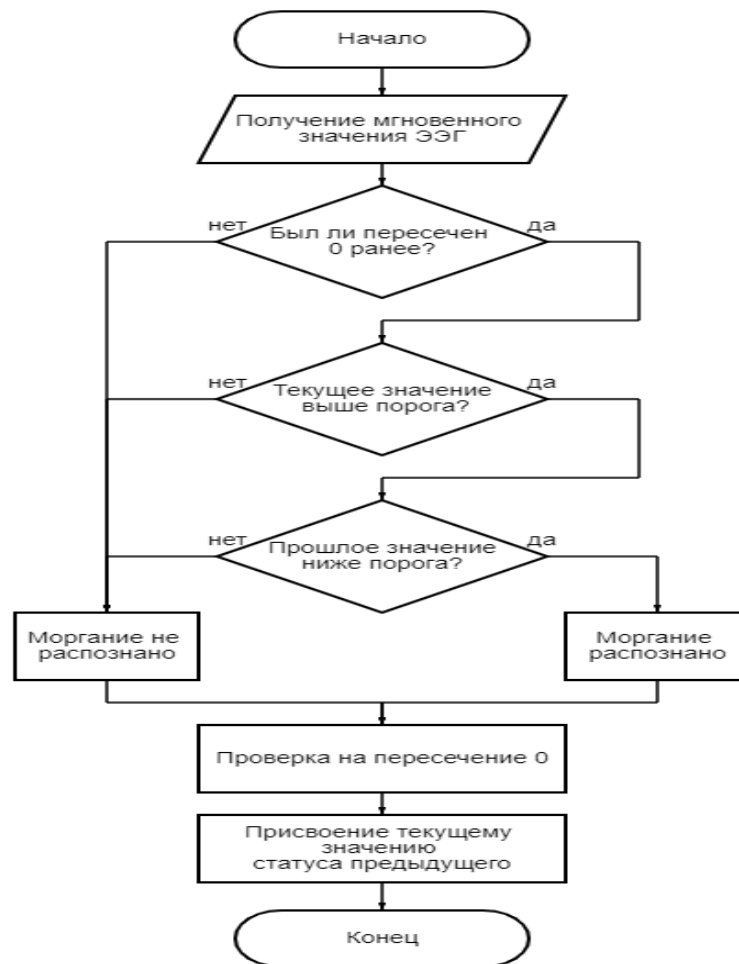 Начало
Получение мгновенного
значения ЭЭГ
нет
да
Был ли пересечен
0 ранее?
нет
да
Текущее значение
выше порога?
нет
да
Прошлое значение
ниже порога?
Моргание не
распознано
Моргание
распознано
Проверка на пересечение 0
Присвоение текущему
значению
статуса предыдущего
Конец